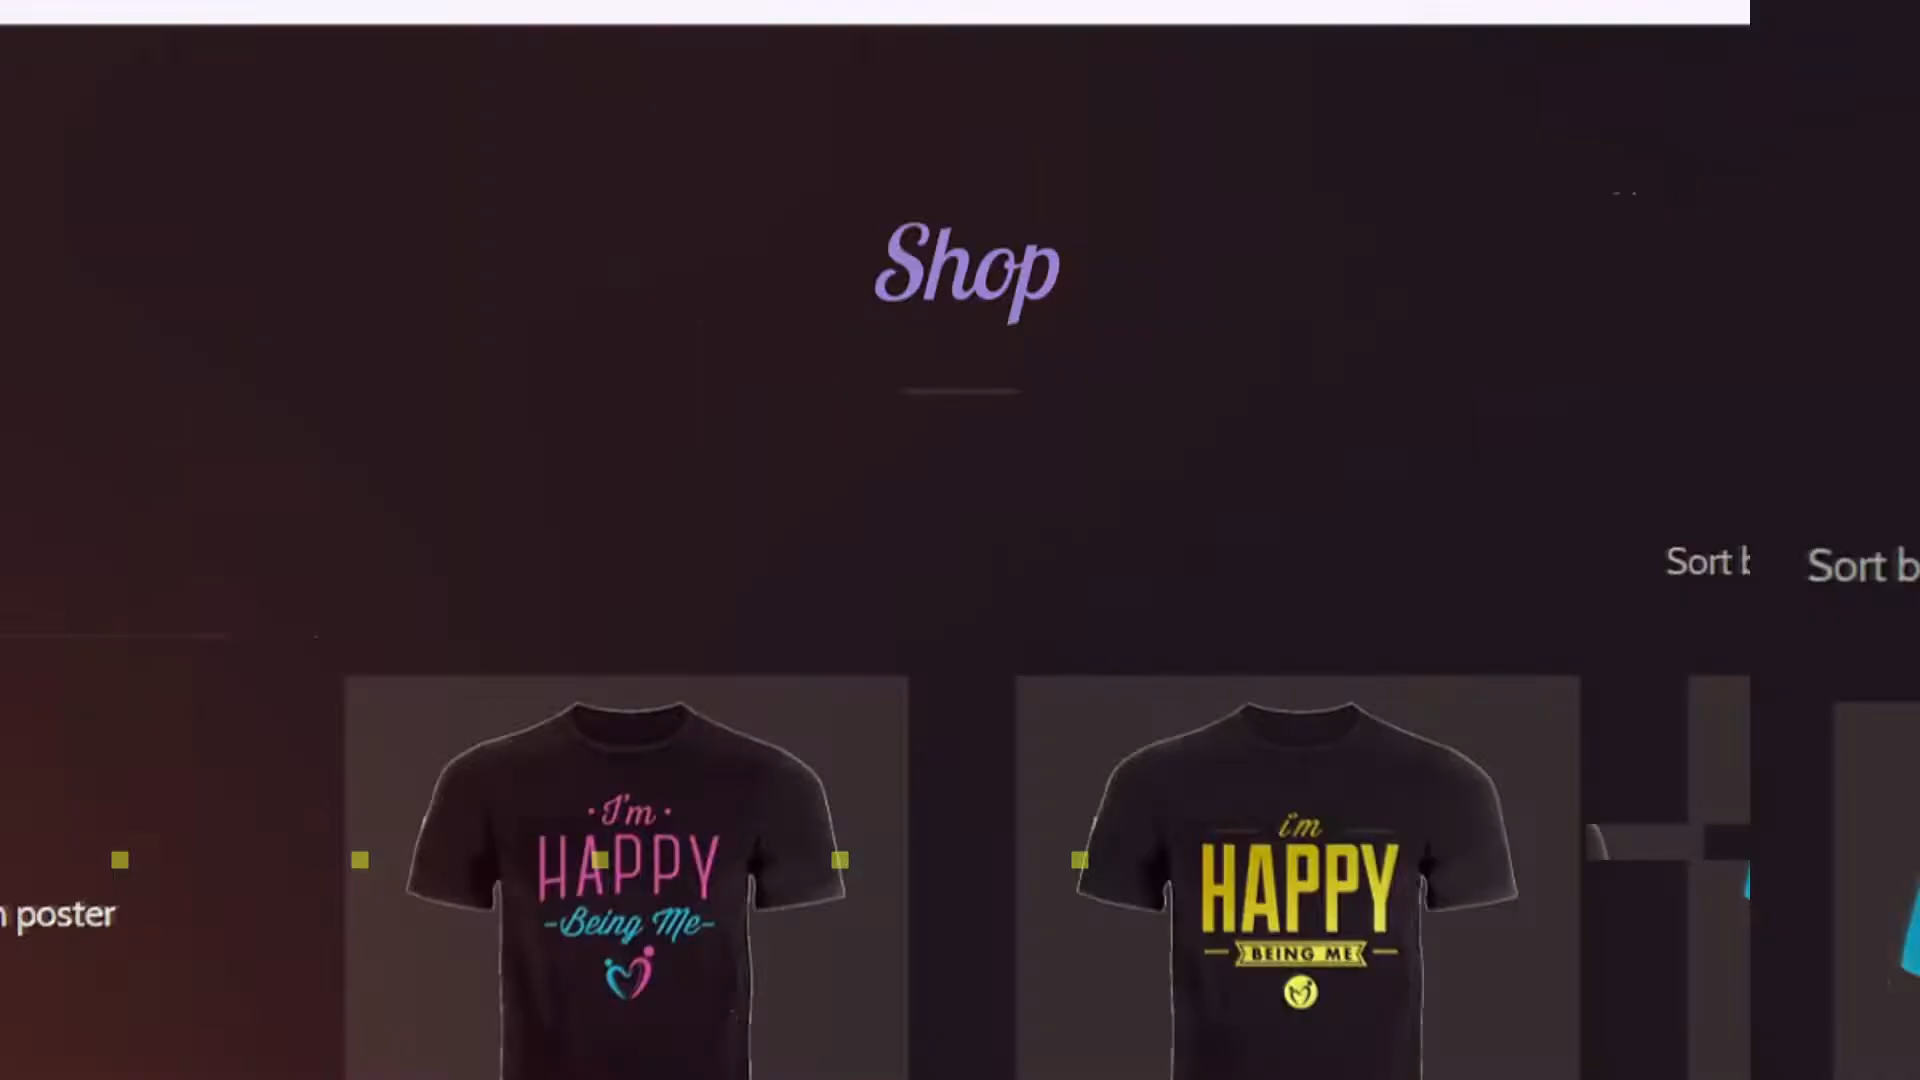 Shop
Sort b
Sort b
poster
· I'm ·
HAPPY
-Being Me-
i'm
HAPPY
BEING ME